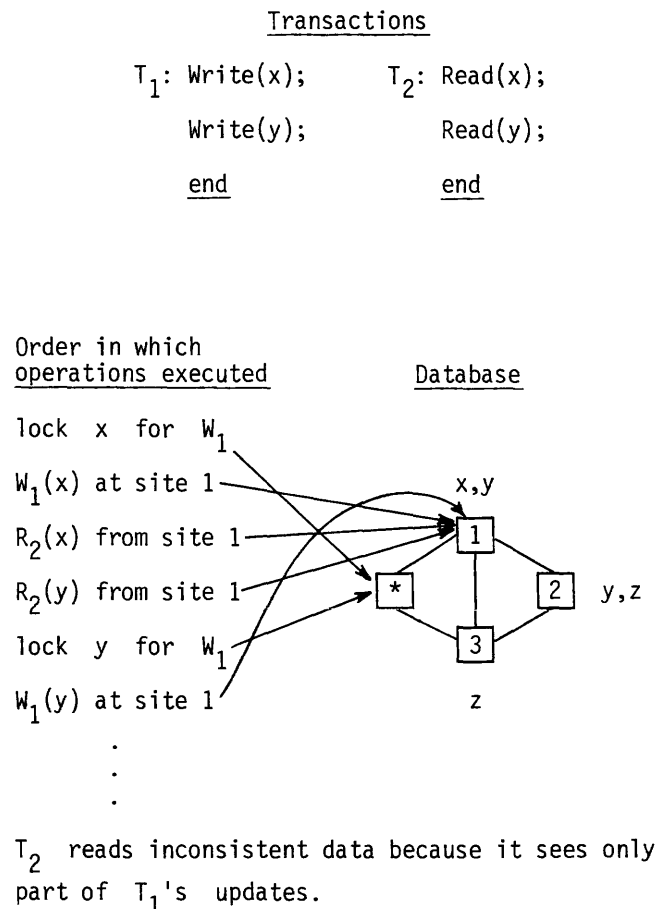 Transactions
T1: Write(x); T2: Read(x);
Write(y); Read(y);
end end
Order in which
operations executed Database
lock x for W1
W1(x) at site 1 x,y
R2(x) from site 1 1
R2(y) from site 1 * 2 y,z
lock y for W1 3
W1(y) at site 1 z
.
.
.
T2 reads inconsistent data because it sees only
part of T1's updates.